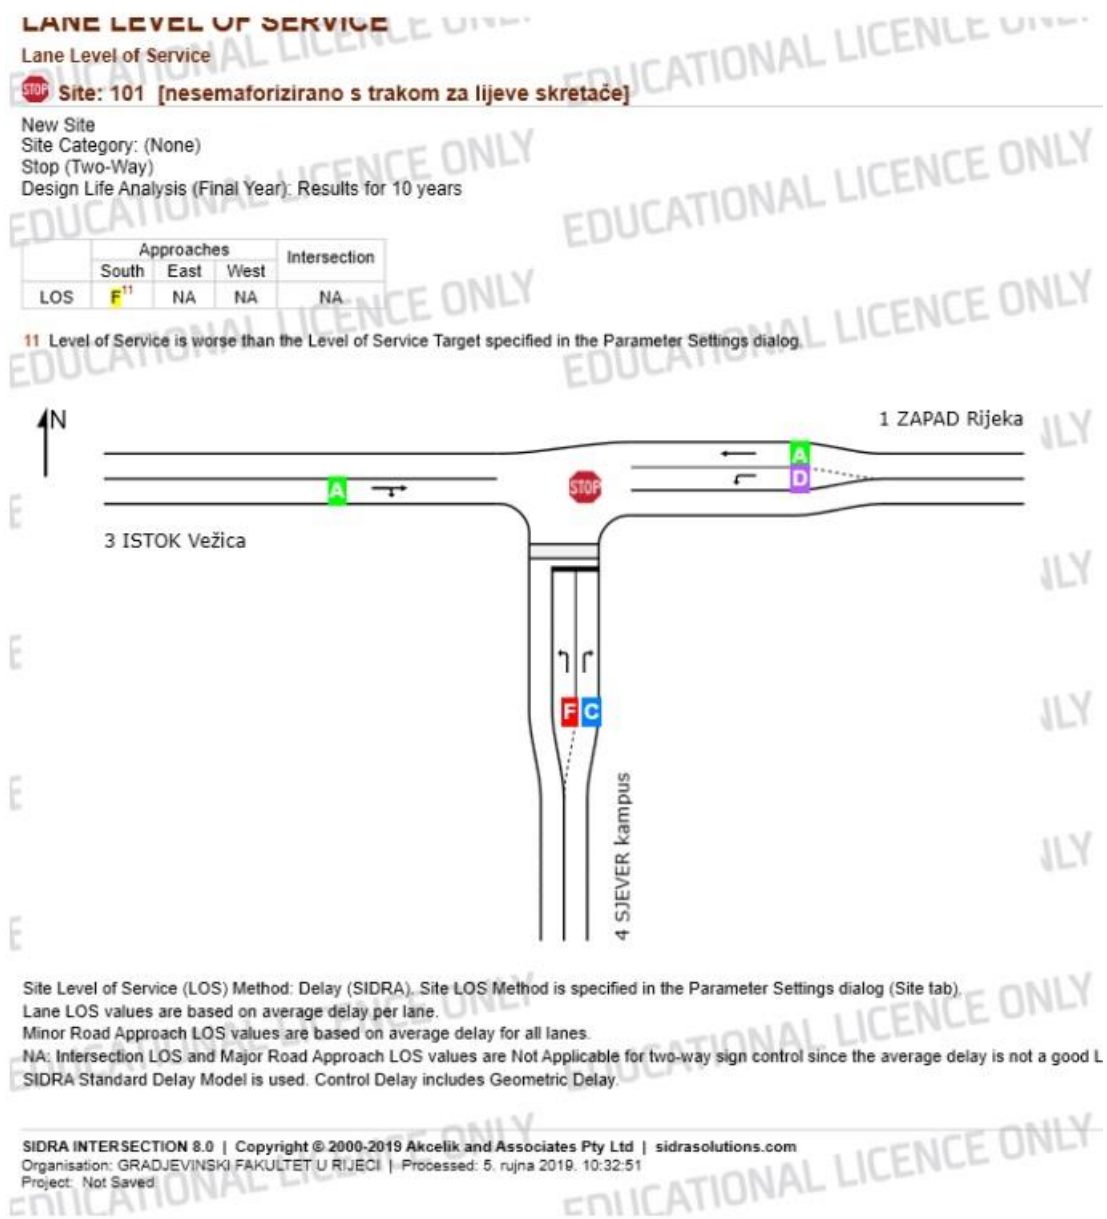 LANE LEVEL OF SERVICE
Lane Level of Service
STOP Site: 101 [nesemaforizirano s trakom za lijeve skretače]
New Site
Site Category: (None)
Stop (Two-Way)
Design Life Analysis (Final Year): Results for 10 years
Approaches Intersection
South East West
LOS F11 NA NA NA
11 Level of Service is worse than the Level of Service Target specified in the Parameter Settings dialog.
N
1 ZAPAD Rijeka
A
D
A
STOP
3 ISTOK Vežica
F C
4 SJEVER kampus
Site Level of Service (LOS) Method: Delay (SIDRA). Site LOS Method is specified in the Parameter Settings dialog (Site tab).
Lane LOS values are based on average delay per lane.
Minor Road Approach LOS values are based on average delay for all lanes.
NA: Intersection LOS and Major Road Approach LOS values are Not Applicable for two-way sign control since the average delay is not a good L
SIDRA Standard Delay Model is used. Control Delay includes Geometric Delay.
SIDRA INTERSECTION 8.0 | Copyright © 2000-2019 Akcelik and Associates Pty Ltd | sidrasolutions.com
Organisation: GRADJEVINSKI FAKULTET U RIJECI | Processed: 5. rujna 2019. 10:32:51
Project: Not Saved
EDUCATIONAL LICENCE ONLY